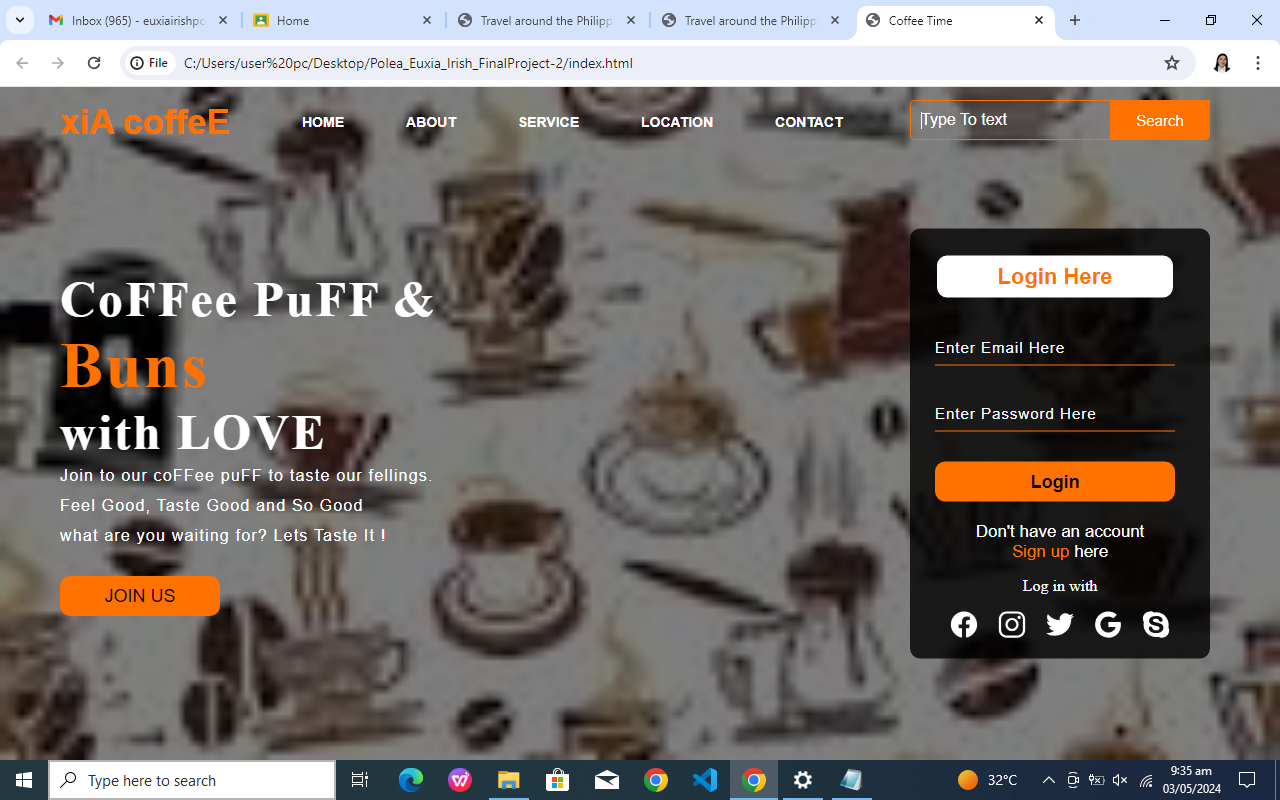 Inbox (965) - euxiairishpo
Home
Travel around the Philipp
Travel around the Philipp
Coffee Time
File
C:/Users/user%20pc/Desktop/Polea_Euxia_Irish_FinalProject-2/index.html
xiA coffeE
HOME
ABOUT
SERVICE
LOCATION
CONTACT
Type To text
Search
CoFFee PuFF &
Buns
with LOVE
Join to our coFFee puFF to taste our fellings.
Feel Good, Taste Good and So Good
what are you waiting for? Lets Taste It !
JOIN US
Login Here
Enter Email Here
Enter Password Here
Login
Don't have an account
Sign up here
Log in with
Type here to search
32°C
9:35 am
03/05/2024